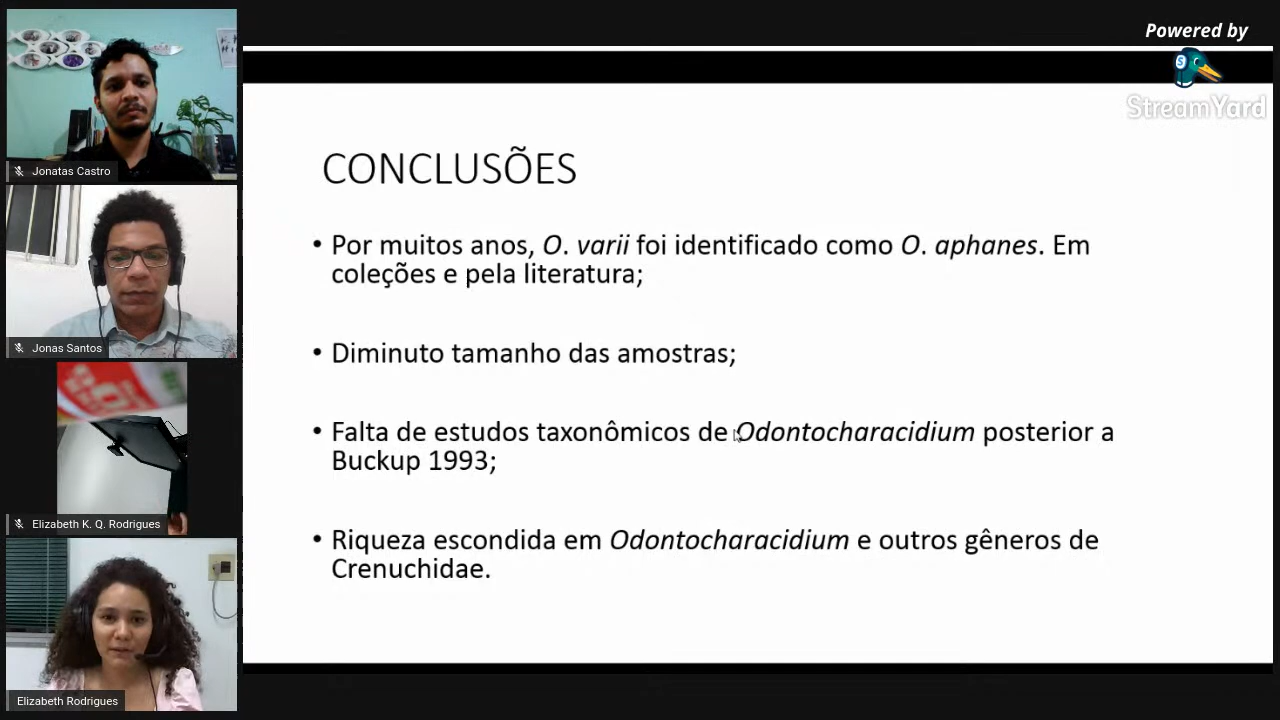 Powered by
StreamYard
Jonatas Castro
Jonas Santos
Elizabeth K. Q. Rodrigues
Elizabeth Rodrigues
CONCLUSÕES
• Por muitos anos, O. varii foi identificado como O. aphanes. Em
coleções e pela literatura;
• Diminuto tamanho das amostras;
• Falta de estudos taxonômicos de Odontocharacidium posterior a
Buckup 1993;
• Riqueza escondida em Odontocharacidium e outros gêneros de
Crenuchidae.